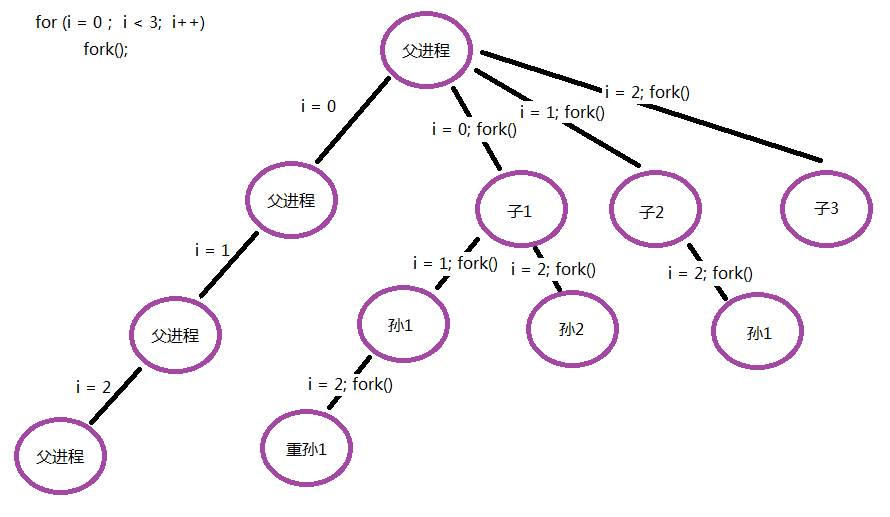 for (i = 0 ; i < 3; i++)
fork();
父进程
i = 0
i = 0; fork()
i = 1; fork()
i = 2; fork()
父进程
子1
子2
子3
i = 1
i = 1; fork()
i = 2; fork()
i = 2; fork()
父进程
孙1
孙2
孙1
i = 2
i = 2; fork()
父进程
重孙1